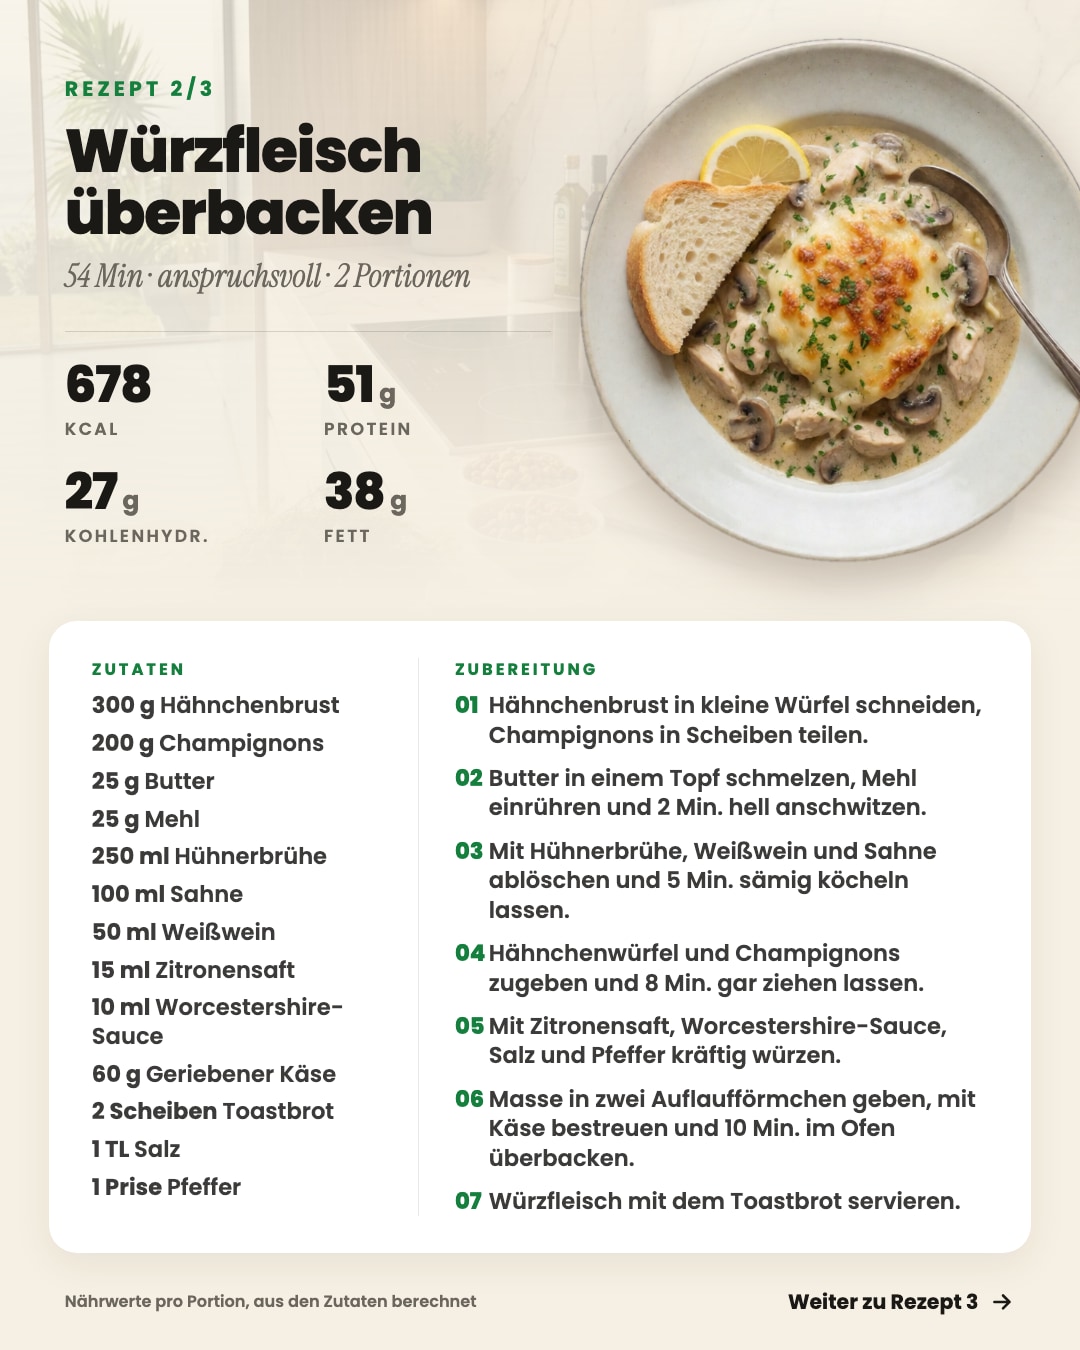 REZEPT 2/3
Würzfleisch
überbacken
54 Min · anspruchsvoll · 2 Portionen
678
KCAL
51 g
PROTEIN
27 g
KOHLENHYDR.
38 g
FETT
ZUTATEN
300 g Hähnchenbrust
200 g Champignons
25 g Butter
25 g Mehl
250 ml Hühnerbrühe
100 ml Sahne
50 ml Weißwein
15 ml Zitronensaft
10 ml Worcestershire-
Sauce
60 g Geriebener Käse
2 Scheiben Toastbrot
1 TL Salz
1 Prise Pfeffer
ZUBEREITUNG
01 Hähnchenbrust in kleine Würfel schneiden,
Champignons in Scheiben teilen.
02 Butter in einem Topf schmelzen, Mehl
einrühren und 2 Min. hell anschwitzen.
03 Mit Hühnerbrühe, Weißwein und Sahne
ablöschen und 5 Min. sämig köcheln
lassen.
04 Hähnchenwürfel und Champignons
zugeben und 8 Min. gar ziehen lassen.
05 Mit Zitronensaft, Worcestershire-Sauce,
Salz und Pfeffer kräftig würzen.
06 Masse in zwei Auflaufförmchen geben, mit
Käse bestreuen und 10 Min. im Ofen
überbacken.
07 Würzfleisch mit dem Toastbrot servieren.
Nährwerte pro Portion, aus den Zutaten berechnet
Weiter zu Rezept 3 →